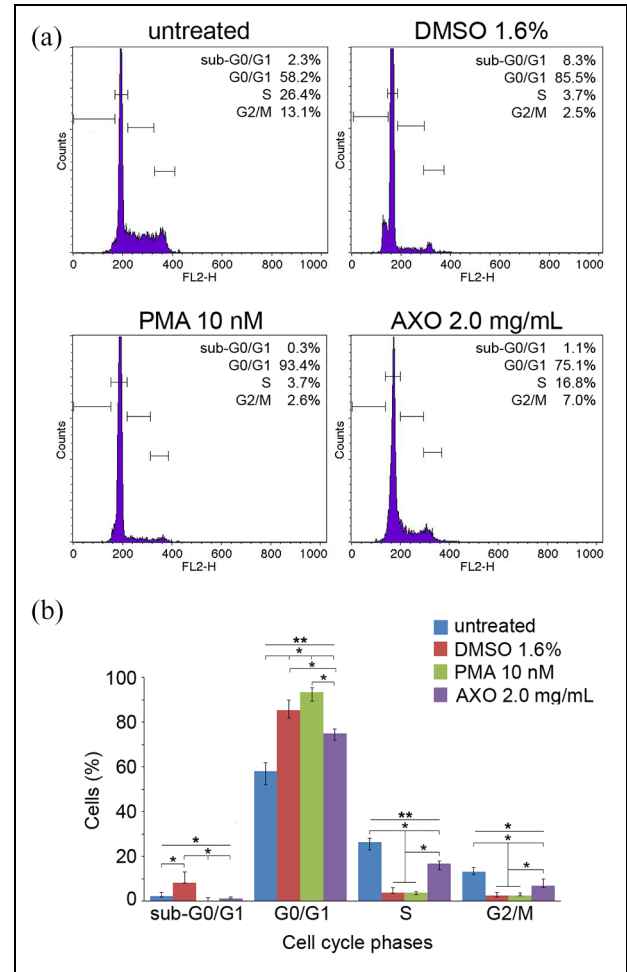 (a)
untreated
sub-G0/G1 2.3%
G0/G1 58.2%
S 26.4%
G2/M 13.1%
Counts
0 200 400 600 800 1000
FL2-H
DMSO 1.6%
sub-G0/G1 8.3%
G0/G1 85.5%
S 3.7%
G2/M 2.5%
Counts
0 200 400 600 800 1000
FL2-H
PMA 10 nM
sub-G0/G1 0.3%
G0/G1 93.4%
S 3.7%
G2/M 2.6%
Counts
0 200 400 600 800 1000
FL2-H
AXO 2.0 mg/mL
sub-G0/G1 1.1%
G0/G1 75.1%
S 16.8%
G2/M 7.0%
Counts
0 200 400 600 800 1000
FL2-H
(b)
untreated
DMSO 1.6%
PMA 10 nM
AXO 2.0 mg/mL
**
*
*
*
**
*
*
*
*
*
*
*
*
100
80
60
40
20
0
Cells (%)
sub-G0/G1 G0/G1 S G2/M
Cell cycle phases